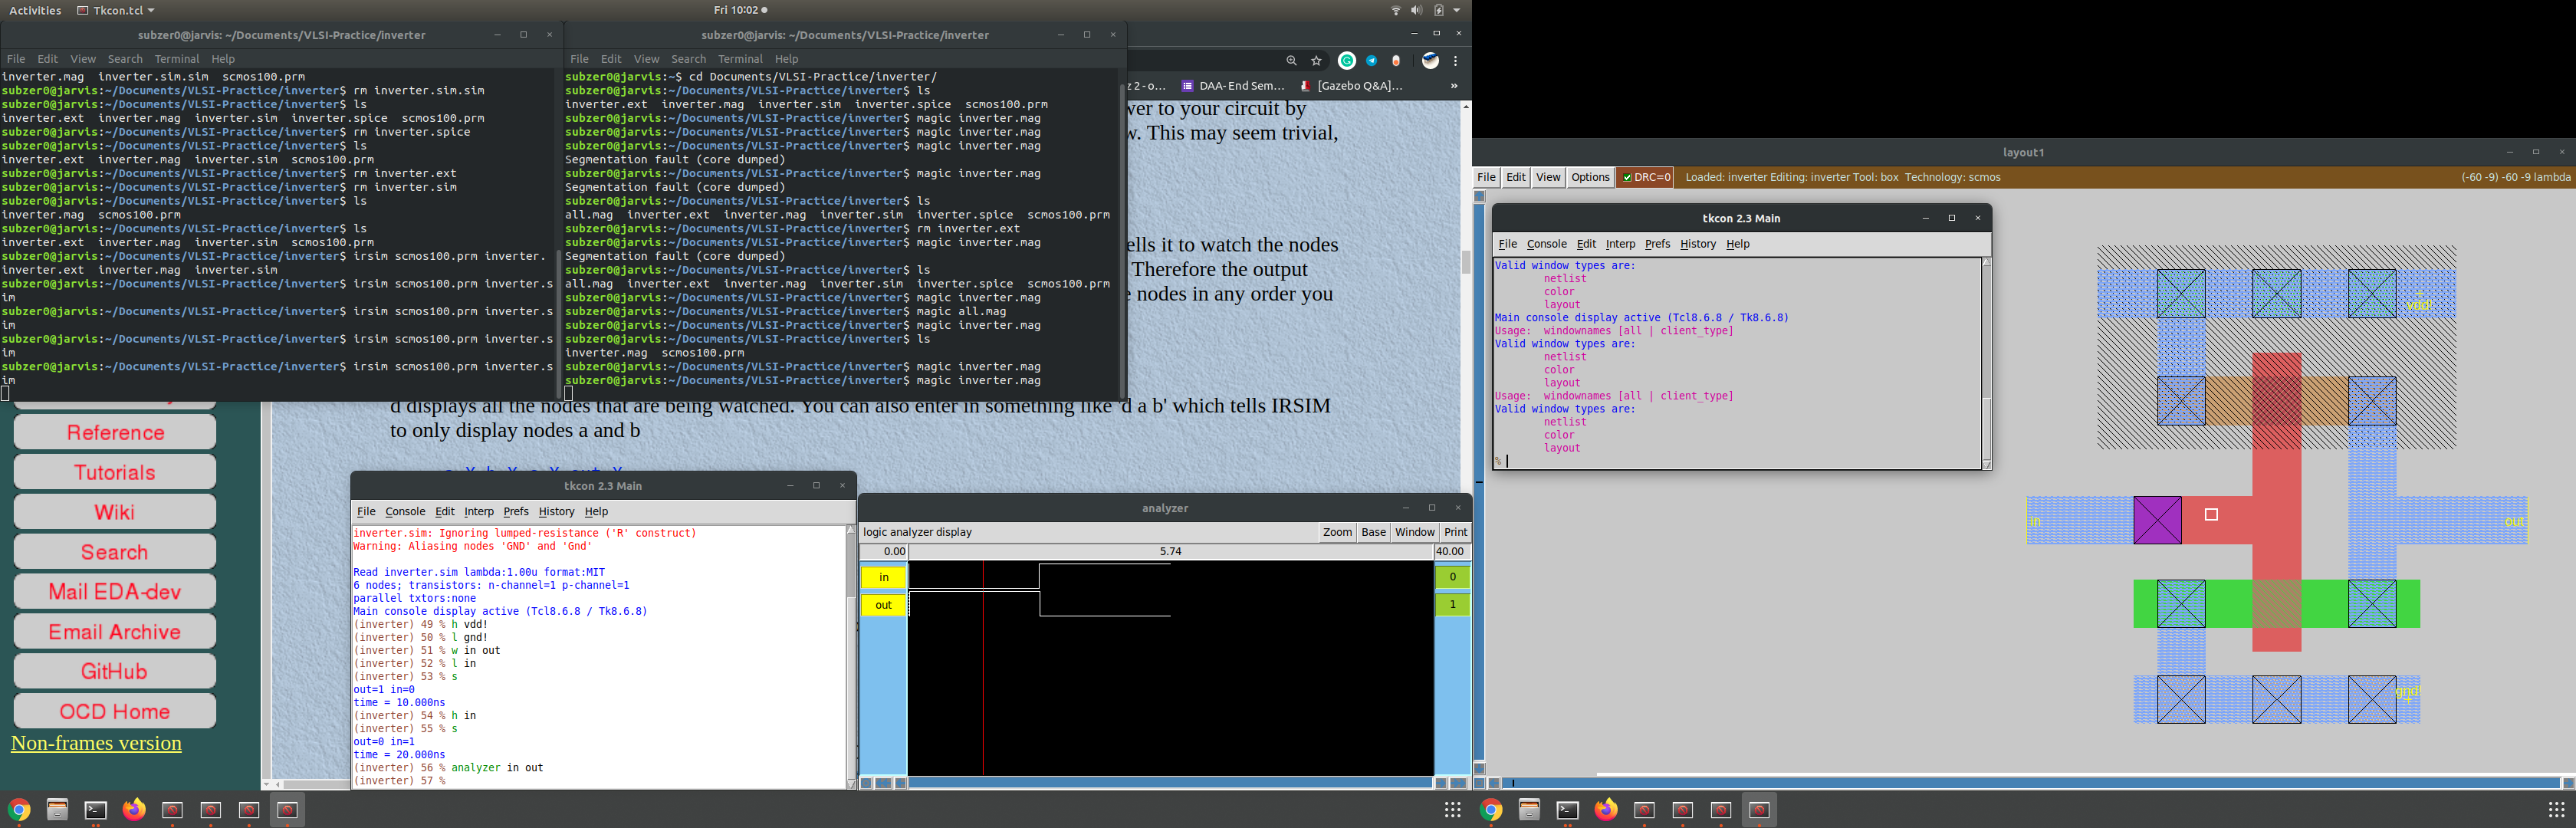 Activities Tkcon.tcl Fri 10:02
subzer0@jarvis: ~/Documents/VLSI-Practice/inverter
File Edit View Search Terminal Help
inverter.mag inverter.sim.sim scmos100.prm
subzer0@jarvis:~/Documents/VLSI-Practice/inverter$ rm inverter.sim.sim
subzer0@jarvis:~/Documents/VLSI-Practice/inverter$ ls
inverter.ext inverter.mag inverter.sim inverter.spice scmos100.prm
subzer0@jarvis:~/Documents/VLSI-Practice/inverter$ rm inverter.spice
subzer0@jarvis:~/Documents/VLSI-Practice/inverter$ ls
inverter.ext inverter.mag inverter.sim scmos100.prm
subzer0@jarvis:~/Documents/VLSI-Practice/inverter$ rm inverter.ext
subzer0@jarvis:~/Documents/VLSI-Practice/inverter$ rm inverter.sim
subzer0@jarvis:~/Documents/VLSI-Practice/inverter$ ls
inverter.mag scmos100.prm
subzer0@jarvis:~/Documents/VLSI-Practice/inverter$ ls
inverter.ext inverter.mag inverter.sim scmos100.prm
subzer0@jarvis:~/Documents/VLSI-Practice/inverter$ irsim scmos100.prm inverter.
inverter.ext inverter.mag inverter.sim
subzer0@jarvis:~/Documents/VLSI-Practice/inverter$ irsim scmos100.prm inverter.s
im
subzer0@jarvis:~/Documents/VLSI-Practice/inverter$ irsim scmos100.prm inverter.s
im
subzer0@jarvis:~/Documents/VLSI-Practice/inverter$ irsim scmos100.prm inverter.s
im
subzer0@jarvis:~/Documents/VLSI-Practice/inverter$ irsim scmos100.prm inverter.s
im
subzer0@jarvis: ~/Documents/VLSI-Practice/inverter
File Edit View Search Terminal Help
subzer0@jarvis:~$ cd Documents/VLSI-Practice/inverter/
subzer0@jarvis:~/Documents/VLSI-Practice/inverter$ ls
inverter.ext inverter.mag inverter.sim inverter.spice scmos100.prm
subzer0@jarvis:~/Documents/VLSI-Practice/inverter$ magic inverter.mag
subzer0@jarvis:~/Documents/VLSI-Practice/inverter$ magic inverter.mag
subzer0@jarvis:~/Documents/VLSI-Practice/inverter$ magic inverter.mag
Segmentation fault (core dumped)
subzer0@jarvis:~/Documents/VLSI-Practice/inverter$ magic inverter.mag
Segmentation fault (core dumped)
subzer0@jarvis:~/Documents/VLSI-Practice/inverter$ ls
all.mag inverter.ext inverter.mag inverter.sim inverter.spice scmos100.prm
subzer0@jarvis:~/Documents/VLSI-Practice/inverter$ rm inverter.ext
subzer0@jarvis:~/Documents/VLSI-Practice/inverter$ magic inverter.mag
Segmentation fault (core dumped)
subzer0@jarvis:~/Documents/VLSI-Practice/inverter$ ls
all.mag inverter.ext inverter.mag inverter.sim inverter.spice scmos100.prm
subzer0@jarvis:~/Documents/VLSI-Practice/inverter$ magic inverter.mag
subzer0@jarvis:~/Documents/VLSI-Practice/inverter$ magic all.mag
subzer0@jarvis:~/Documents/VLSI-Practice/inverter$ magic inverter.mag
subzer0@jarvis:~/Documents/VLSI-Practice/inverter$ ls
inverter.mag scmos100.prm
subzer0@jarvis:~/Documents/VLSI-Practice/inverter$ magic inverter.mag
subzer0@jarvis:~/Documents/VLSI-Practice/inverter$ magic inverter.mag
z 2 - o... DAA- End Sem... [Gazebo Q&A]... »
wer to your circuit by
w. This may seem trivial,
ells it to watch the nodes
Therefore the output
e nodes in any order you
d displays all the nodes that are being watched. You can also enter in something like 'd a b' which tells IRSIM
to only display nodes a and b
Reference
Tutorials
Wiki
Search
Mail EDA-dev
Email Archive
GitHub
OCD Home
Non-frames version
tkcon 2.3 Main
File Console Edit Interp Prefs History Help
inverter.sim: Ignoring lumped-resistance ('R' construct)
Warning: Aliasing nodes 'GND' and 'Gnd'
Read inverter.sim lambda:1.00u format:MIT
6 nodes; transistors: n-channel=1 p-channel=1
parallel txtors:none
Main console display active (Tcl8.6.8 / Tk8.6.8)
(inverter) 49 % h vdd!
(inverter) 50 % l gnd!
(inverter) 51 % w in out
(inverter) 52 % l in
(inverter) 53 % s
out=1 in=0
time = 10.000ns
(inverter) 54 % h in
(inverter) 55 % s
out=0 in=1
time = 20.000ns
(inverter) 56 % analyzer in out
(inverter) 57 %
analyzer
logic analyzer display Zoom Base Window Print
0.00 5.74 40.00
in 0
out 1
layout1
File Edit View Options DRC=0 Loaded: inverter Editing: inverter Tool: box Technology: scmos (-60 -9) -60 -9 lambda
tkcon 2.3 Main
File Console Edit Interp Prefs History Help
Valid window types are:
netlist
color
layout
Main console display active (Tcl8.6.8 / Tk8.6.8)
Usage: windownames [all | client_type]
Valid window types are:
netlist
color
layout
Usage: windownames [all | client_type]
Valid window types are:
netlist
color
layout
%
vdd!
in
out
gnd!